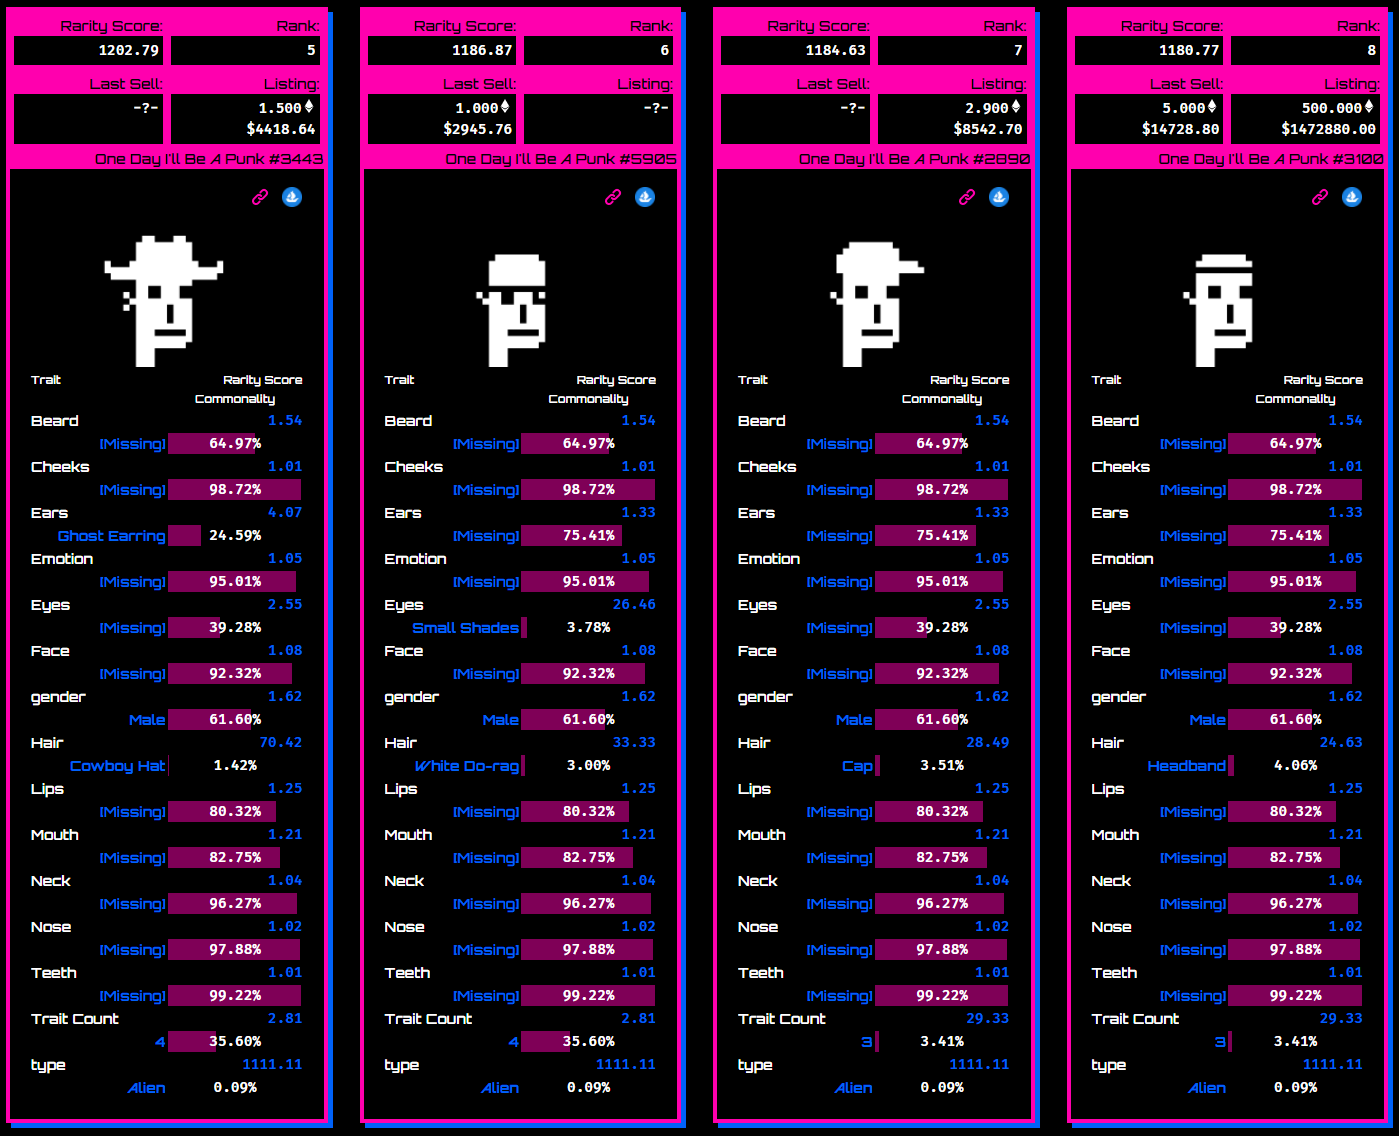 Rarity Score: Rank:
1202.79 5
Last Sell: Listing:
-?- 1.500
$4418.64
One Day I'll Be A Punk #3443
Trait Rarity Score
Commonality
Beard 1.54
[Missing] 64.97%
Cheeks 1.01
[Missing] 98.72%
Ears 4.07
Ghost Earring 24.59%
Emotion 1.05
[Missing] 95.01%
Eyes 2.55
[Missing] 39.28%
Face 1.08
[Missing] 92.32%
gender 1.62
Male 61.60%
Hair 70.42
Cowboy Hat 1.42%
Lips 1.25
[Missing] 80.32%
Mouth 1.21
[Missing] 82.75%
Neck 1.04
[Missing] 96.27%
Nose 1.02
[Missing] 97.88%
Teeth 1.01
[Missing] 99.22%
Trait Count 2.81
4 35.60%
type 1111.11
Alien 0.09%
Rarity Score: Rank:
1186.87 6
Last Sell: Listing:
1.000 -?-
$2945.76
One Day I'll Be A Punk #5905
Trait Rarity Score
Commonality
Beard 1.54
[Missing] 64.97%
Cheeks 1.01
[Missing] 98.72%
Ears 1.33
[Missing] 75.41%
Emotion 1.05
[Missing] 95.01%
Eyes 26.46
Small Shades 3.78%
Face 1.08
[Missing] 92.32%
gender 1.62
Male 61.60%
Hair 33.33
White Do-rag 3.00%
Lips 1.25
[Missing] 80.32%
Mouth 1.21
[Missing] 82.75%
Neck 1.04
[Missing] 96.27%
Nose 1.02
[Missing] 97.88%
Teeth 1.01
[Missing] 99.22%
Trait Count 2.81
4 35.60%
type 1111.11
Alien 0.09%
Rarity Score: Rank:
1184.63 7
Last Sell: Listing:
-?- 2.900
$8542.70
One Day I'll Be A Punk #2890
Trait Rarity Score
Commonality
Beard 1.54
[Missing] 64.97%
Cheeks 1.01
[Missing] 98.72%
Ears 1.33
[Missing] 75.41%
Emotion 1.05
[Missing] 95.01%
Eyes 2.55
[Missing] 39.28%
Face 1.08
[Missing] 92.32%
gender 1.62
Male 61.60%
Hair 28.49
Cap 3.51%
Lips 1.25
[Missing] 80.32%
Mouth 1.21
[Missing] 82.75%
Neck 1.04
[Missing] 96.27%
Nose 1.02
[Missing] 97.88%
Teeth 1.01
[Missing] 99.22%
Trait Count 29.33
3 3.41%
type 1111.11
Alien 0.09%
Rarity Score: Rank:
1180.77 8
Last Sell: Listing:
5.000 500.000
$14728.80 $1472880.00
One Day I'll Be A Punk #3100
Trait Rarity Score
Commonality
Beard 1.54
[Missing] 64.97%
Cheeks 1.01
[Missing] 98.72%
Ears 1.33
[Missing] 75.41%
Emotion 1.05
[Missing] 95.01%
Eyes 2.55
[Missing] 39.28%
Face 1.08
[Missing] 92.32%
gender 1.62
Male 61.60%
Hair 24.63
Headband 4.06%
Lips 1.25
[Missing] 80.32%
Mouth 1.21
[Missing] 82.75%
Neck 1.04
[Missing] 96.27%
Nose 1.02
[Missing] 97.88%
Teeth 1.01
[Missing] 99.22%
Trait Count 29.33
3 3.41%
type 1111.11
Alien 0.09%